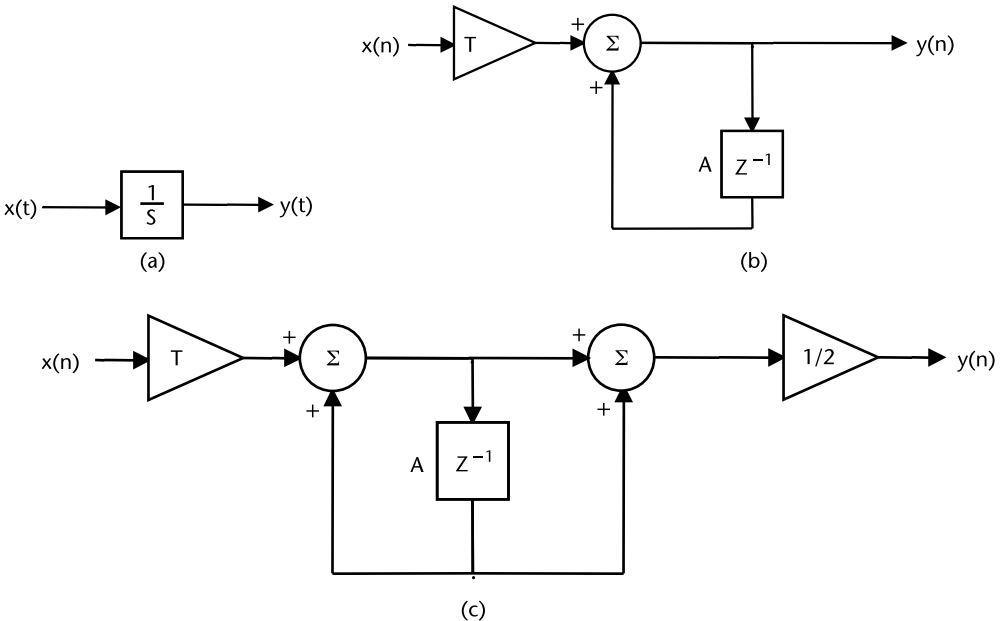 x(n) T + Σ y(n)
+
A Z⁻¹
x(t) 1/S y(t)
(a)
(b)
x(n) T + Σ + Σ 1/2 y(n)
+ +
A Z⁻¹
(c)